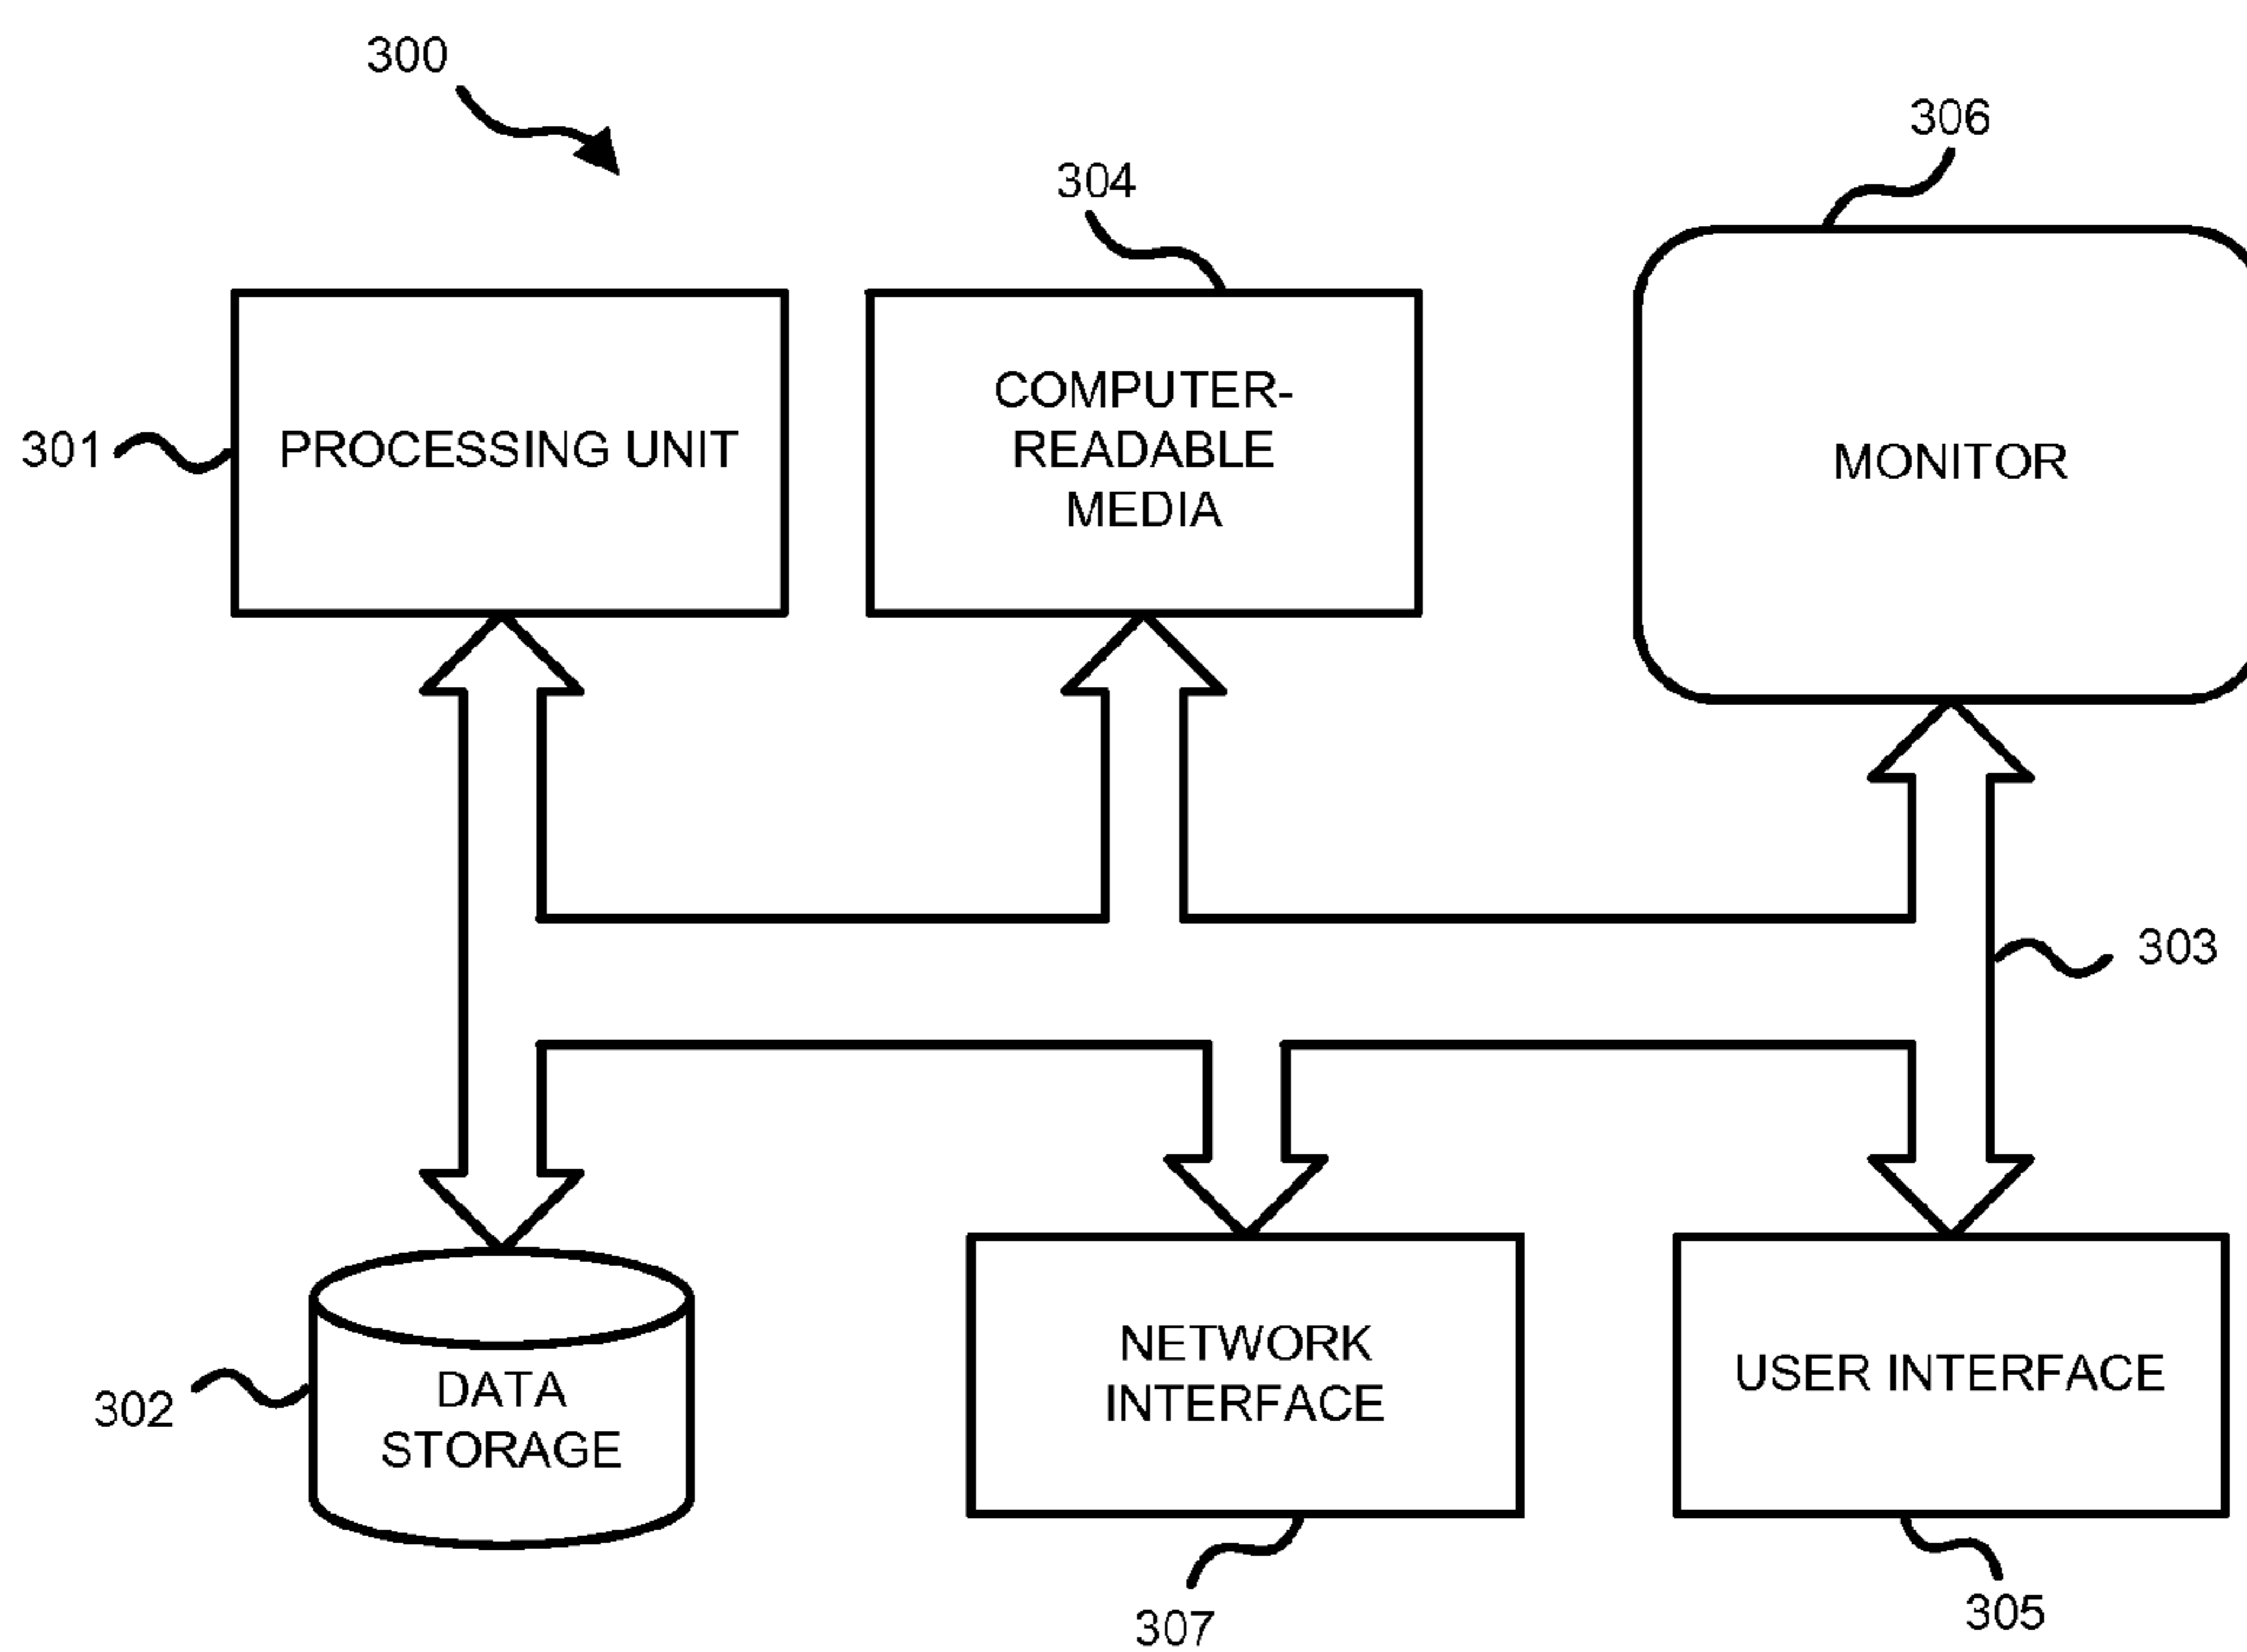 300
306
304
COMPUTER-
READABLE
MEDIA
301
PROCESSING UNIT
MONITOR
303
302
DATA
STORAGE
NETWORK
INTERFACE
USER INTERFACE
307
305